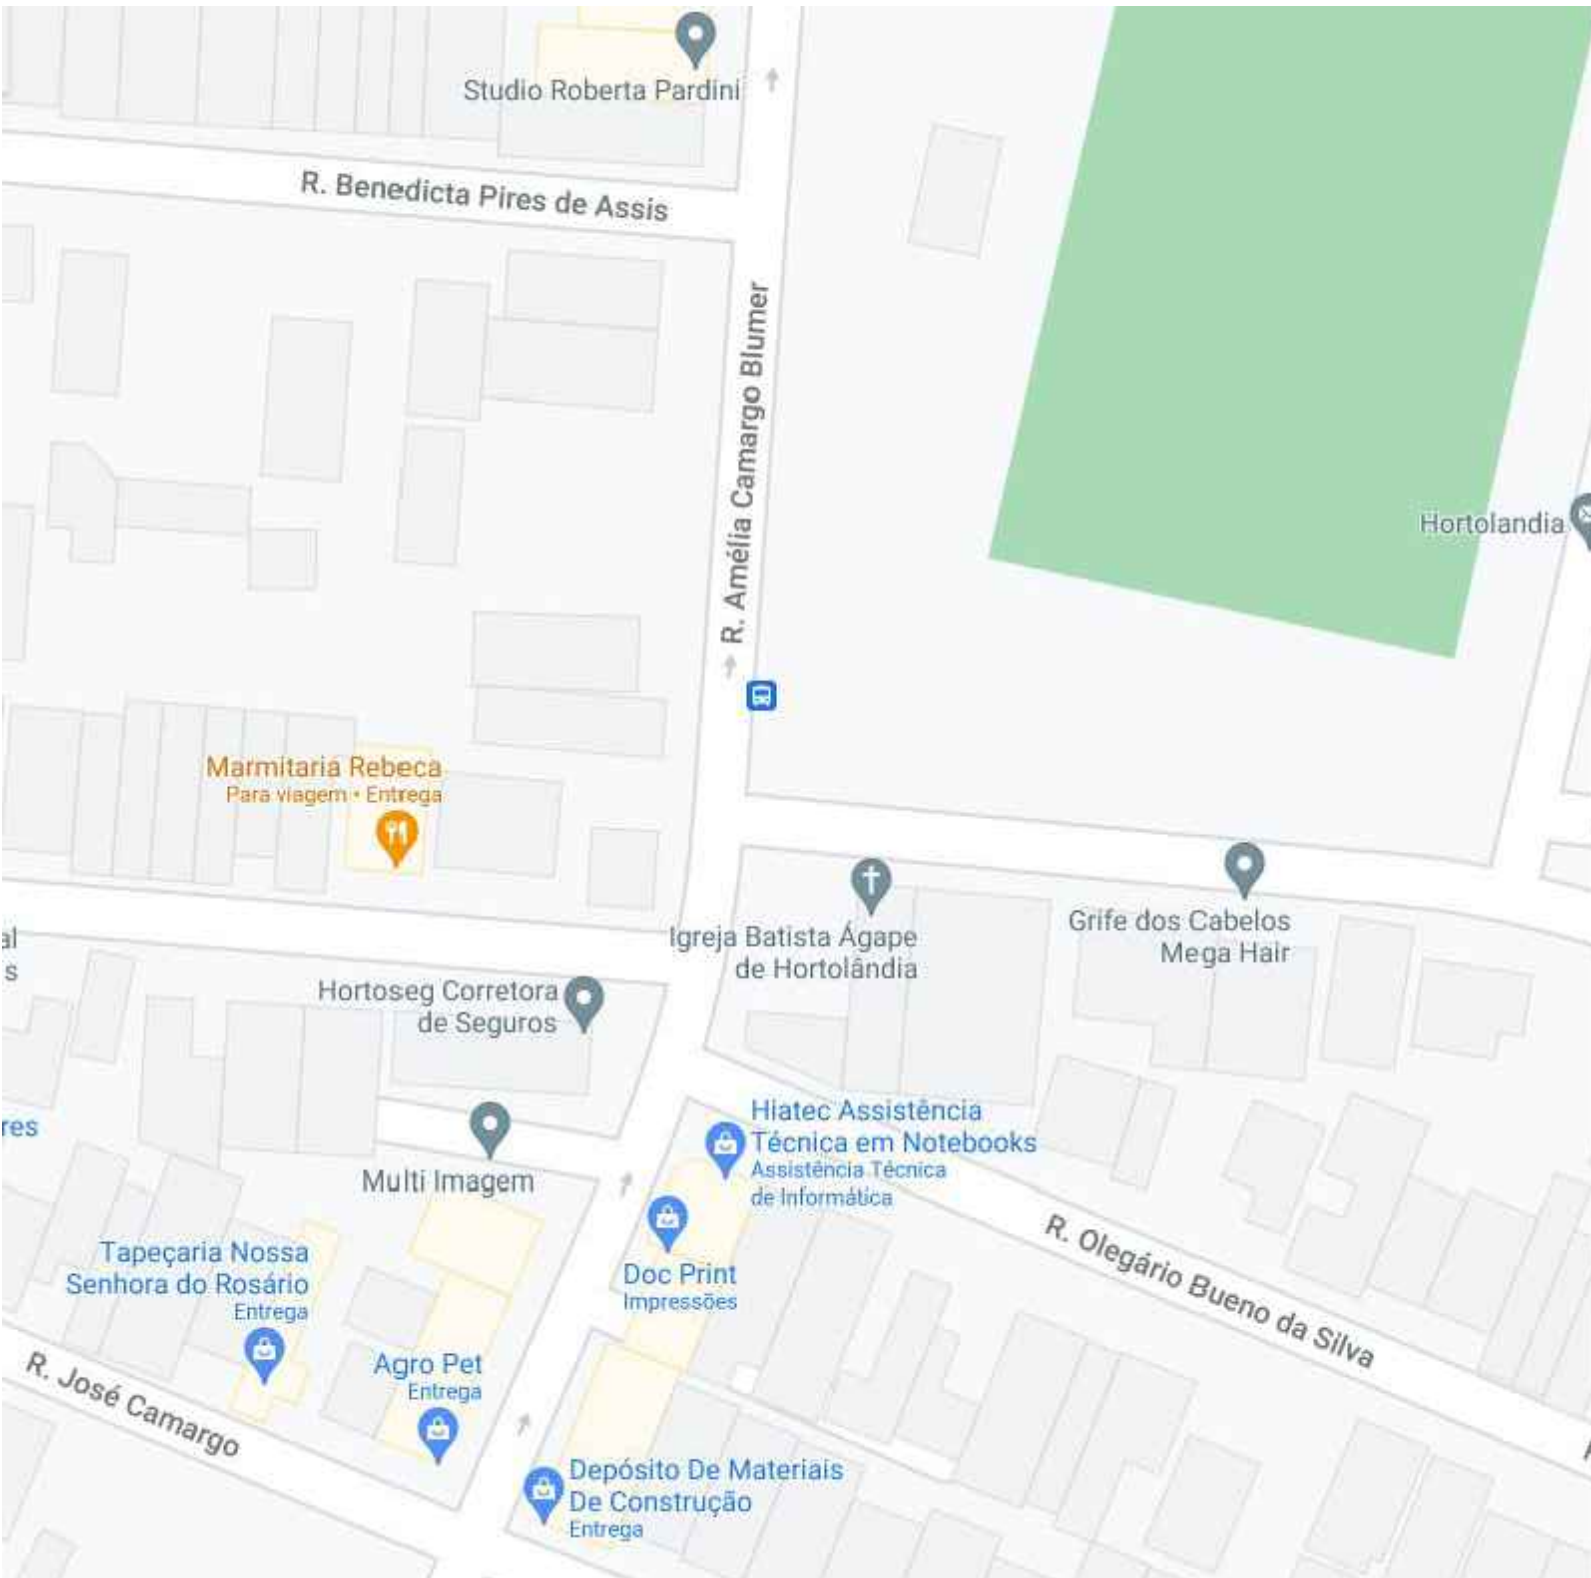 Studio Roberta Pardini
R. Benedicta Pires de Assis
R. Amélia Camargo Blumer
Hortolandia
Marmitaria Rebeca
Para viagem • Entrega
Igreja Batista Ágape
de Hortolândia
Grife dos Cabelos
Mega Hair
al
s
Hortoseg Corretora
de Seguros
res
Multi Imagem
Hiatec Assistência
Técnica em Notebooks
Assistência Técnica
de Informática
Doc Print
Impressões
R. Olegário Bueno da Silva
Tapeçaria Nossa
Senhora do Rosário
Entrega
Agro Pet
Entrega
R. José Camargo
Depósito De Materiais
De Construção
Entrega